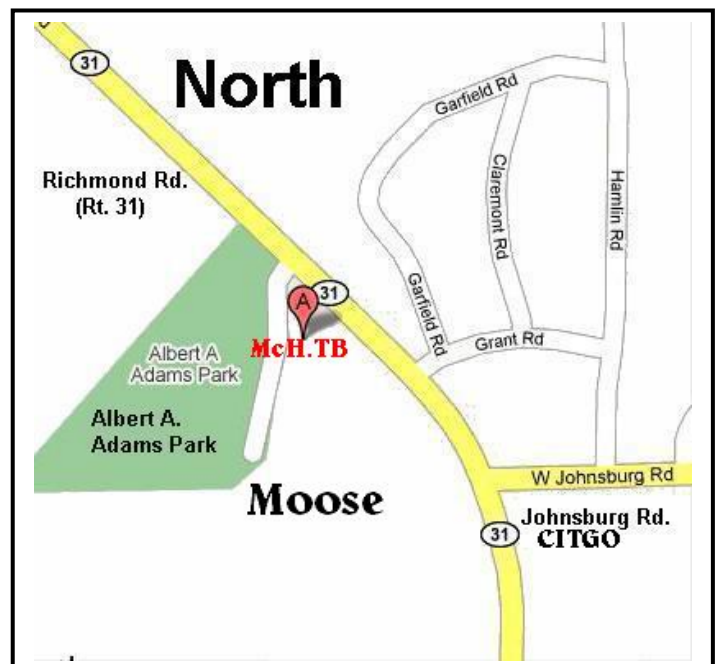 31
North
Garfield Rd
Richmond Rd.
(Rt. 31)
Claremont Rd
Hamlin Rd
Garfield Rd
31
A
McH.TB
Grant Rd
Albert A
Adams Park
Albert A.
Adams Park
W Johnsburg Rd
Moose
Johnsburg Rd.
31
CITGO